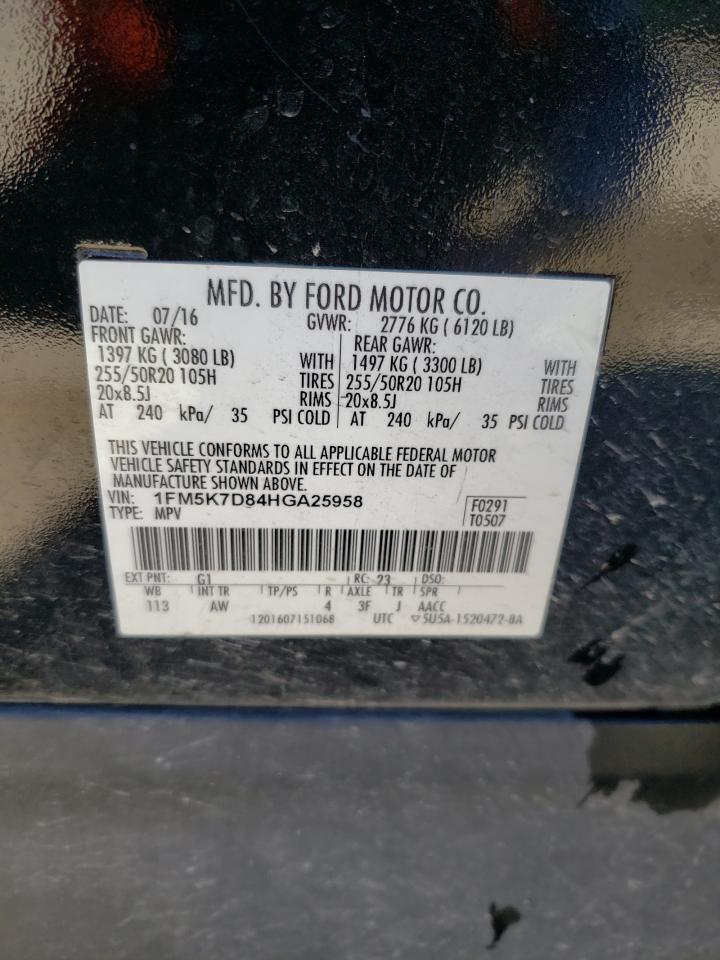 MFD. BY FORD MOTOR CO.
DATE: 07/16 GVWR: 2776 KG ( 6120 LB)
FRONT GAWR: REAR GAWR:
1397 KG ( 3080 LB) WITH 1497 KG ( 3300 LB) WITH
255/50R20 105H TIRES 255/50R20 105H TIRES
20x8.5J RIMS 20x8.5J RIMS
AT 240 kPa/ 35 PSI COLD AT 240 kPa/ 35 PSI COLD
THIS VEHICLE CONFORMS TO ALL APPLICABLE FEDERAL MOTOR
VEHICLE SAFETY STANDARDS IN EFFECT ON THE DATE OF
MANUFACTURE SHOWN ABOVE.
VIN: 1FM5K7D84HGA25958 F0291
TYPE: MPV T0507
EXT PNT: G1 RC: 23 DSO:
WB INT TR TP/PS R AXLE TR SPR
113 AW 4 3F J AACC
1201607151068 UTC ▽5U5A-1520472-BA